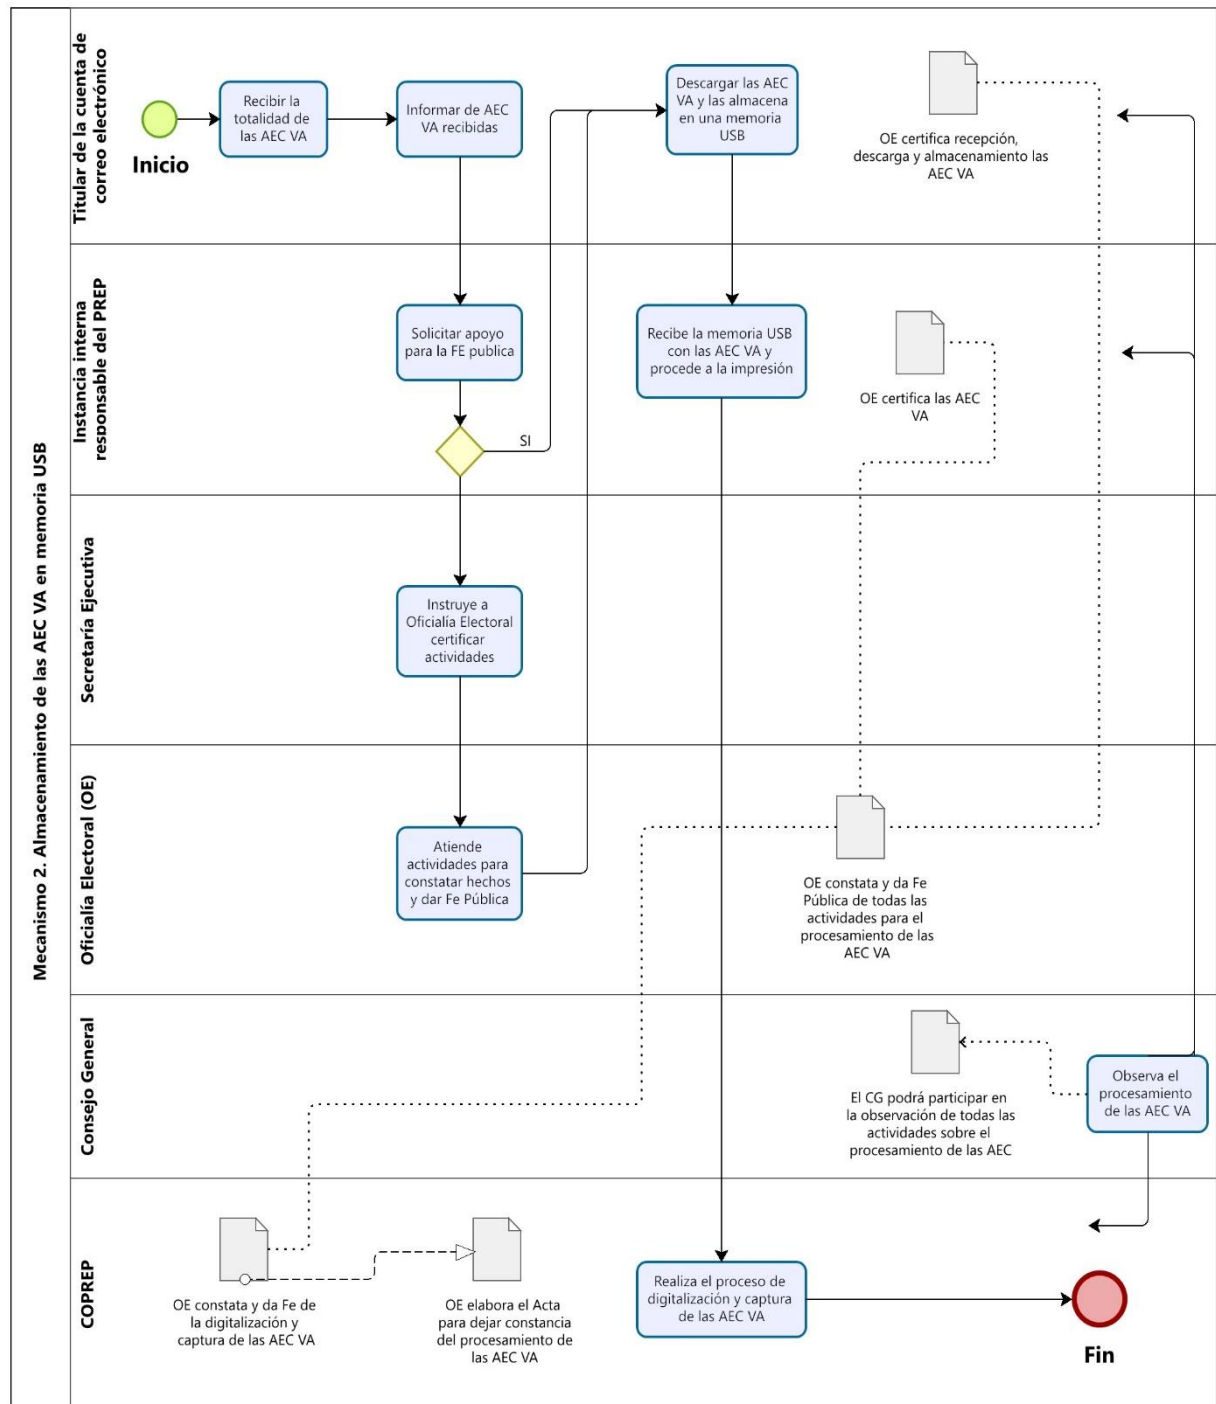 Mecanismo 2. Almacenamiento de las AEC VA en memoria USB
Titular de la cuenta de
correo electrónico
Inicio
Recibir la
totalidad de
las AEC VA
Informar de AEC
VA recibidas
Descargar las AEC
VA y las almacena
en una memoria
USB
OE certifica recepción,
descarga y almacenamiento las
AEC VA
Instancia interna
responsable del PREP
Solicitar apoyo
para la FE publica
SI
Recibe la memoria USB
con las AEC VA y
procede a la impresión
OE certifica las AEC
VA
Secretaría Ejecutiva
Instruye a
Oficialía Electoral
certificar
actividades
Oficialía Electoral (OE)
Atiende
actividades para
constatar hechos
y dar Fe Pública
OE constata y da Fe
Pública de todas las
actividades para el
procesamiento de las
AEC VA
Consejo General
El CG podrá participar en
la observación de todas las
actividades sobre el
procesamiento de las AEC
Observa el
procesamiento
de las AEC VA
COPREP
OE constata y da Fe de
la digitalización y
captura de las AEC VA
OE elabora el Acta
para dejar constancia
del procesamiento de
las AEC VA
Realiza el proceso de
digitalización y captura
de las AEC VA
Fin